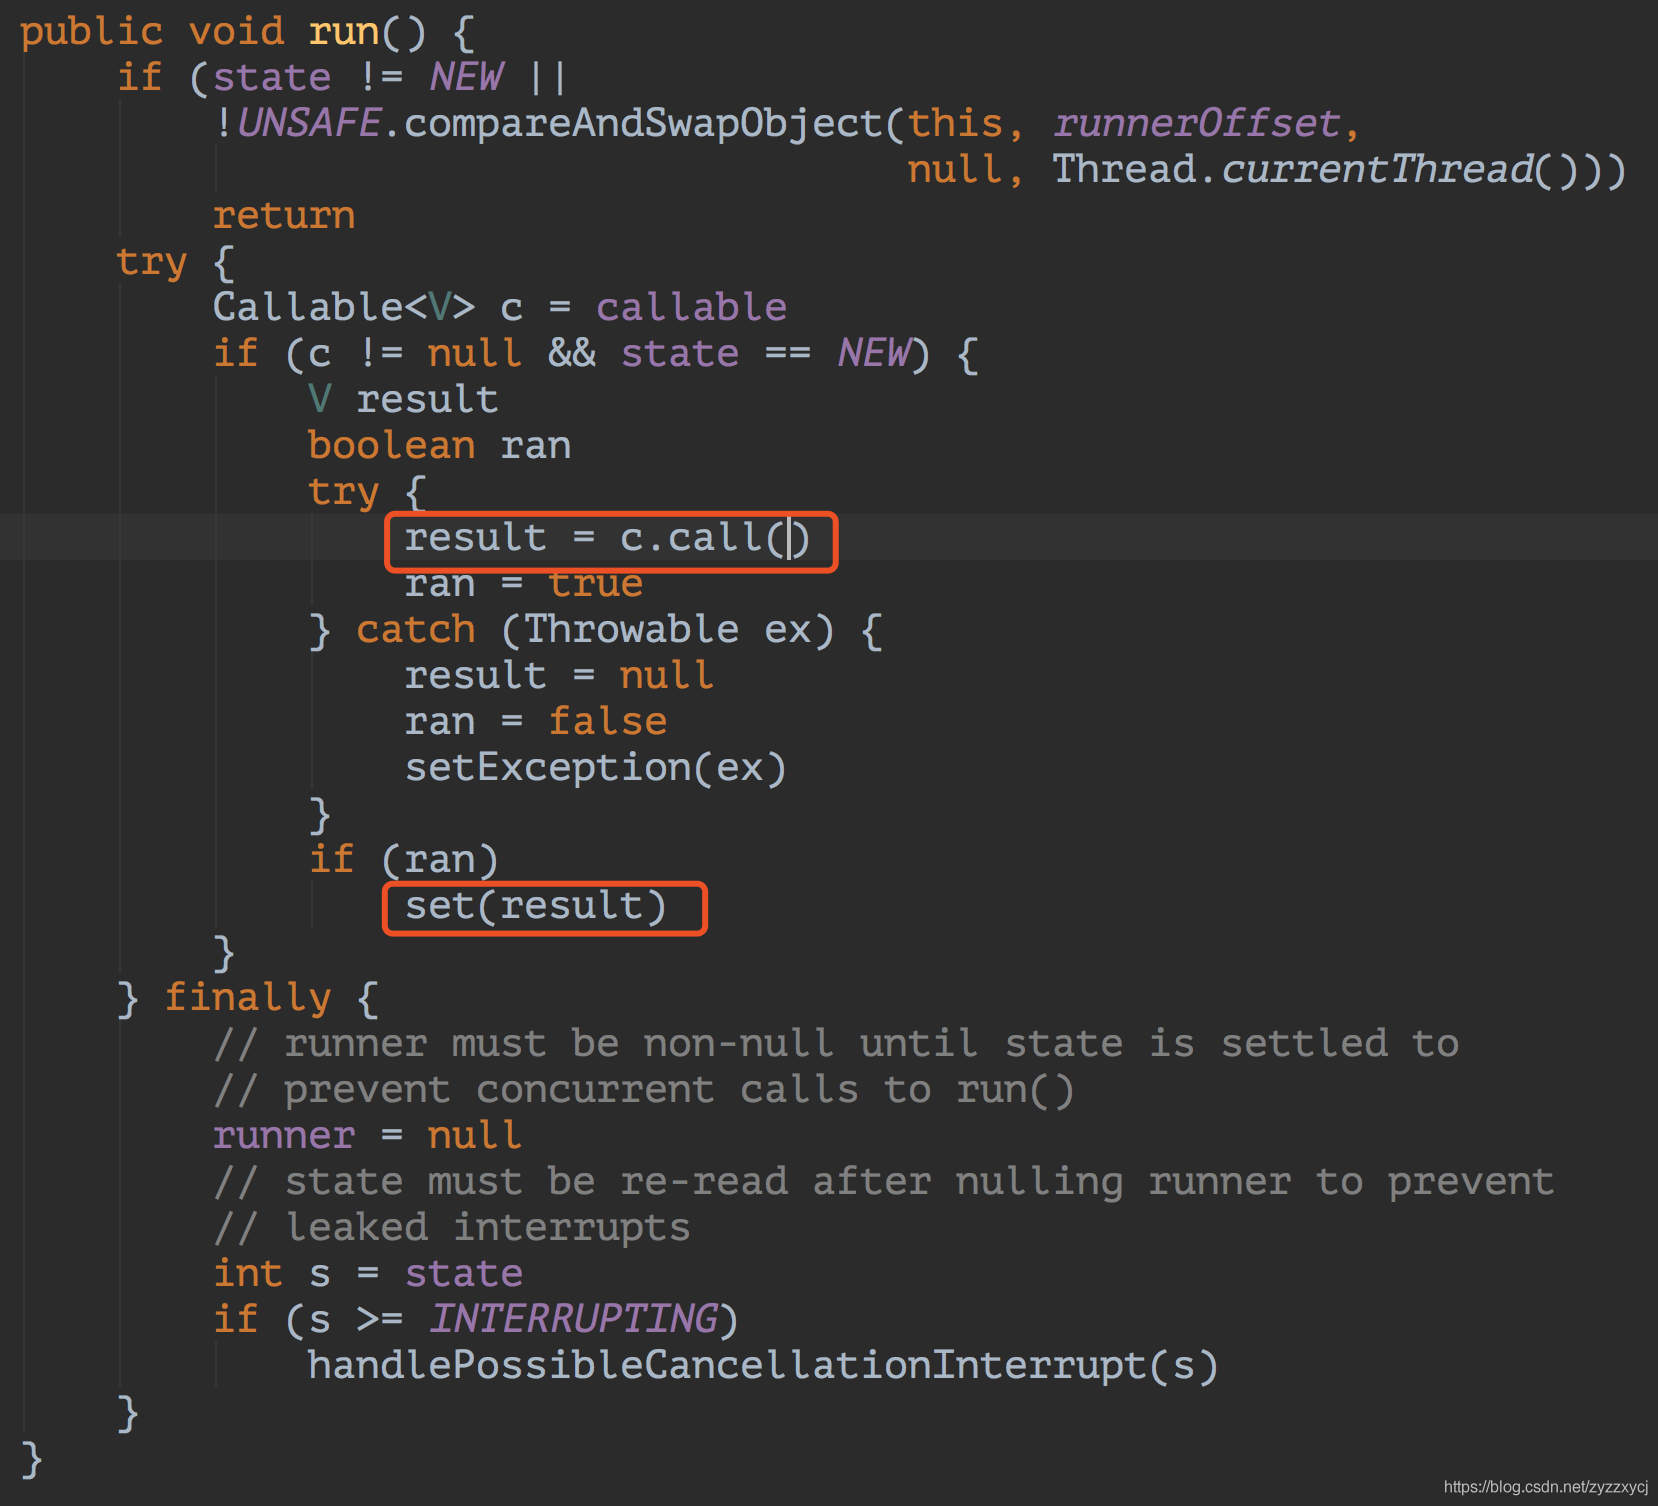 public void run() {
    if (state != NEW ||
        !UNSAFE.compareAndSwapObject(this, runnerOffset,
                                     null, Thread.currentThread()))
        return
    try {
        Callable<V> c = callable
        if (c != null && state == NEW) {
            V result
            boolean ran
            try {
                result = c.call()
                ran = true
            } catch (Throwable ex) {
                result = null
                ran = false
                setException(ex)
            }
            if (ran)
                set(result)
        }
    } finally {
        // runner must be non-null until state is settled to
        // prevent concurrent calls to run()
        runner = null
        // state must be re-read after nulling runner to prevent
        // leaked interrupts
        int s = state
        if (s >= INTERRUPTING)
            handlePossibleCancellationInterrupt(s)
    }
}
https://blog.csdn.net/zyzzxycj